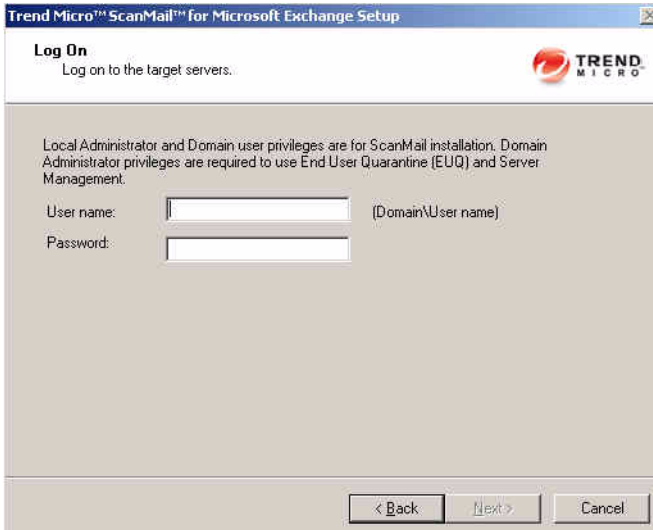 Trend Micro™ ScanMail™ for Microsoft Exchange Setup
Log On
Log on to the target servers.
TREND
MICRO
Local Administrator and Domain user privileges are for ScanMail installation. Domain
Administrator privileges are required to use End User Quarantine (EUQ) and Server
Management.
User name: (Domain\User name)
Password:
< Back Next > Cancel